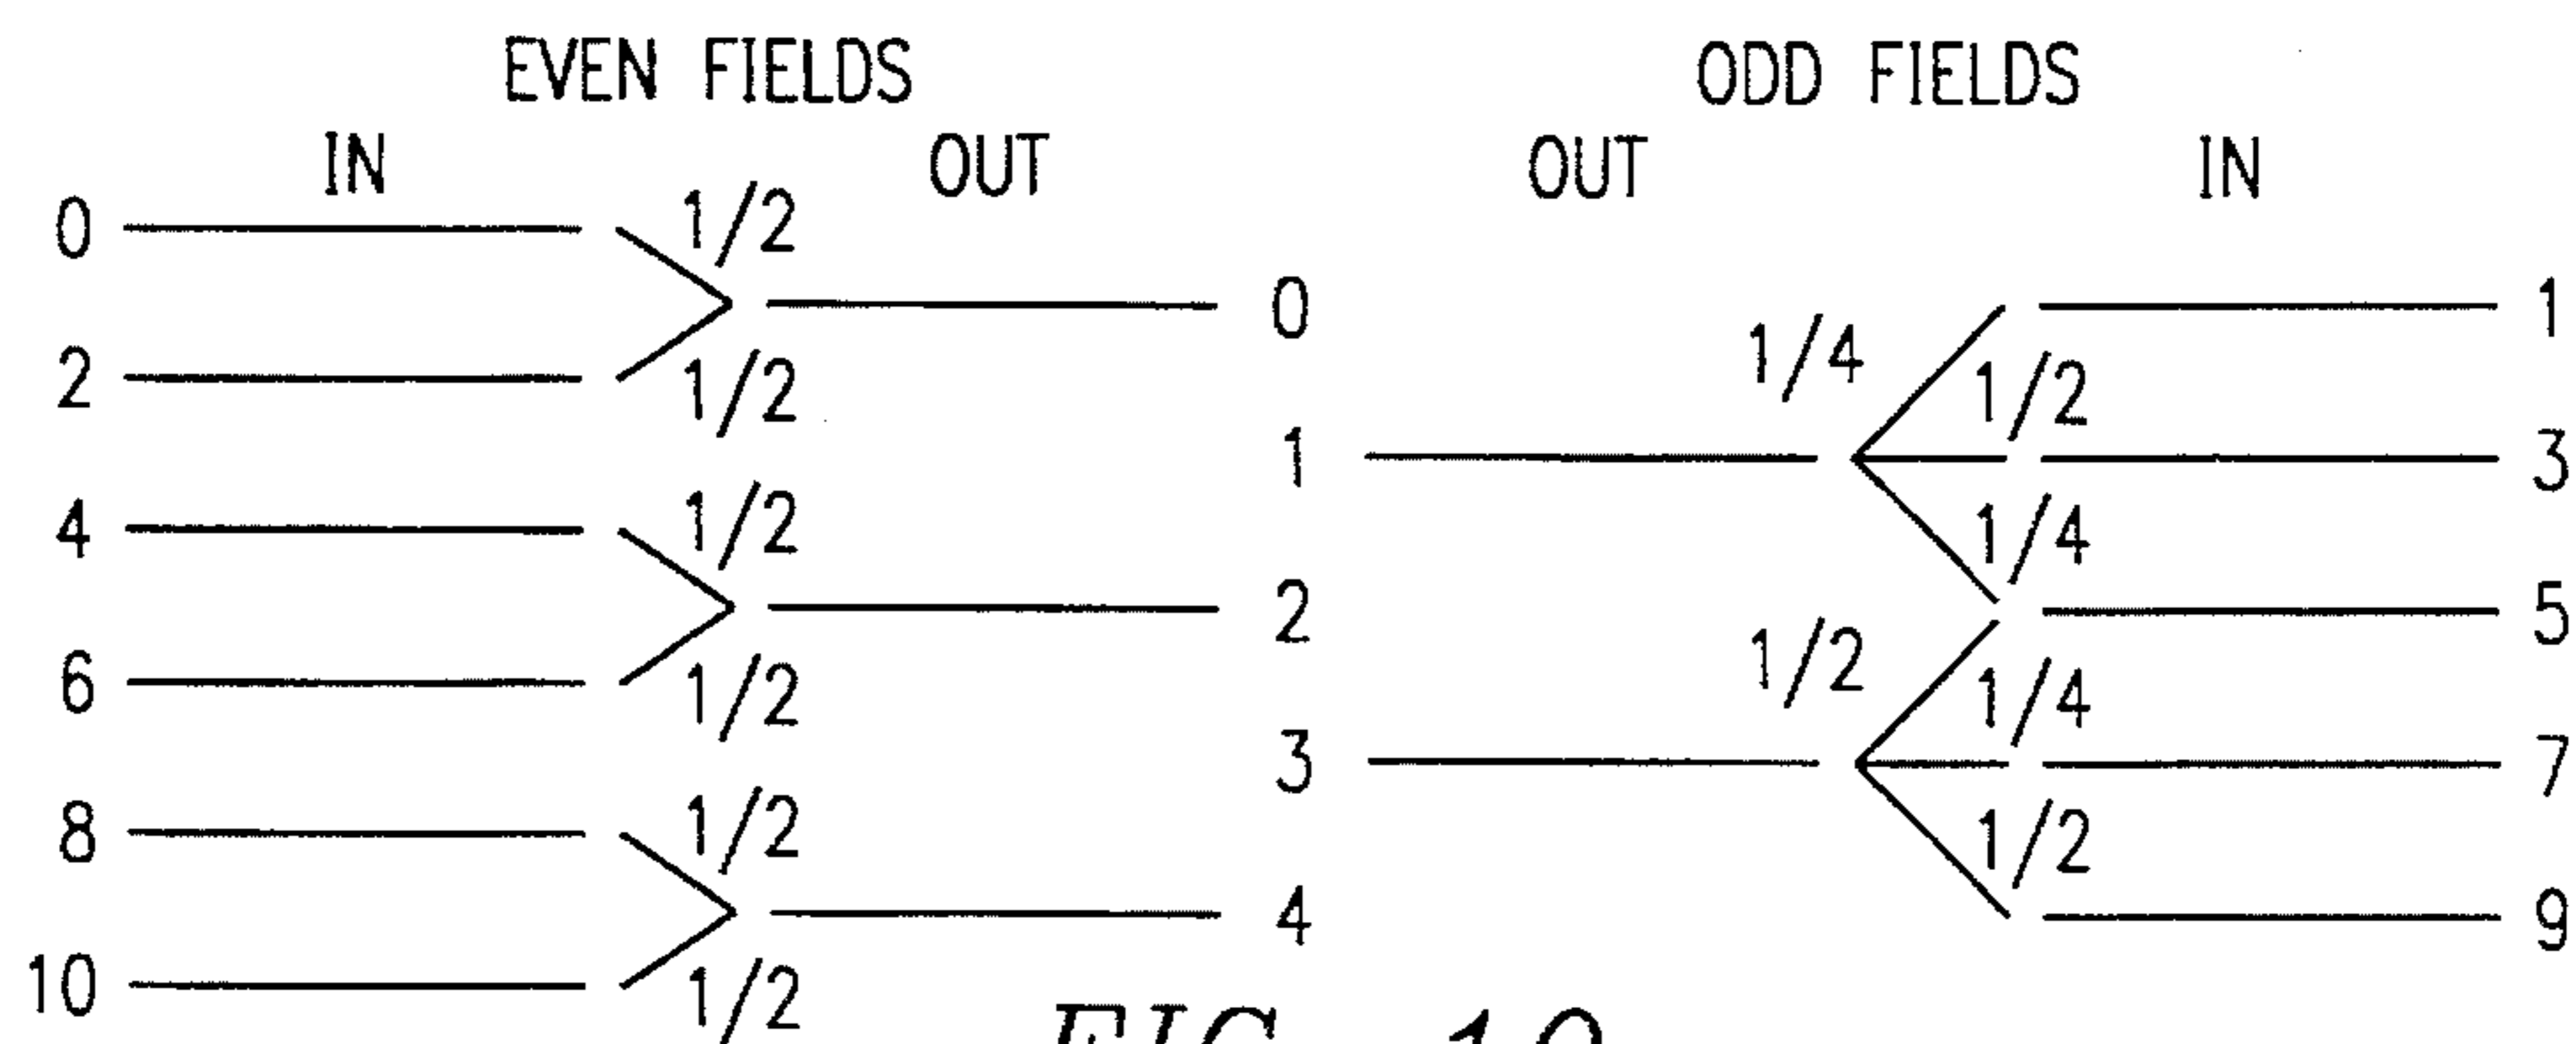 EVEN FIELDS ODD FIELDS
IN OUT OUT IN
0 1/2
0 1
2 1/2 1/4 1/2
1 3
4 1/2 1/4
2 5
6 1/2 1/2 1/4
3 7
8 1/2 1/2
4 9
10 1/2